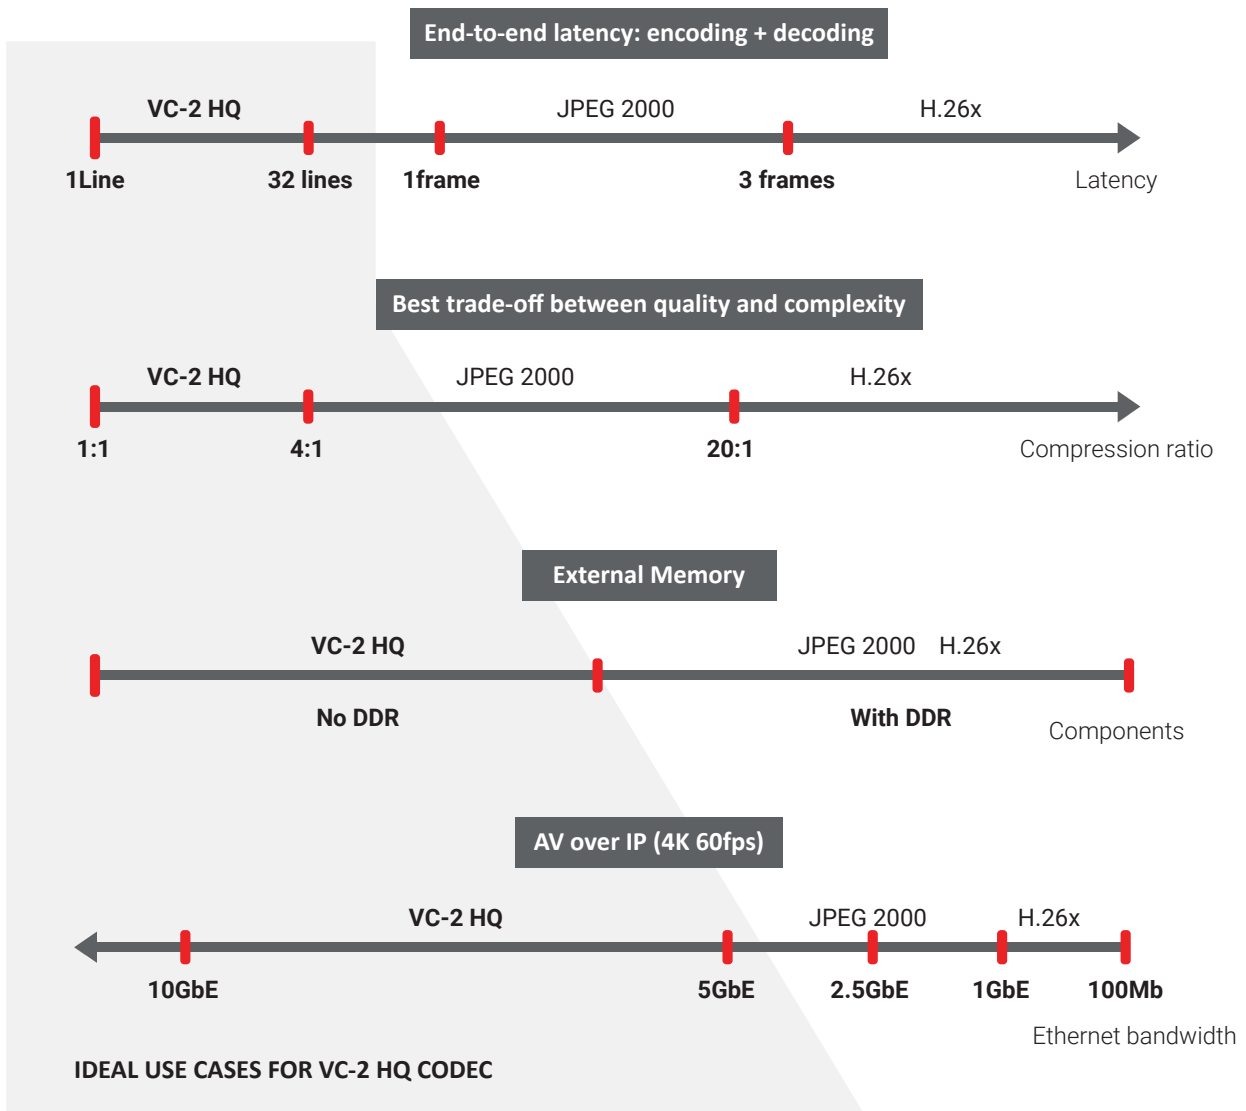 End-to-end latency: encoding + decoding
VC-2 HQ JPEG 2000 H.26x
1Line 32 lines 1frame 3 frames Latency
Best trade-off between quality and complexity
VC-2 HQ JPEG 2000 H.26x
1:1 4:1 20:1 Compression ratio
External Memory
VC-2 HQ JPEG 2000 H.26x
No DDR With DDR
Components
AV over IP (4K 60fps)
VC-2 HQ JPEG 2000 H.26x
10GbE 5GbE 2.5GbE 1GbE 100Mb
Ethernet bandwidth
IDEAL USE CASES FOR VC-2 HQ CODEC